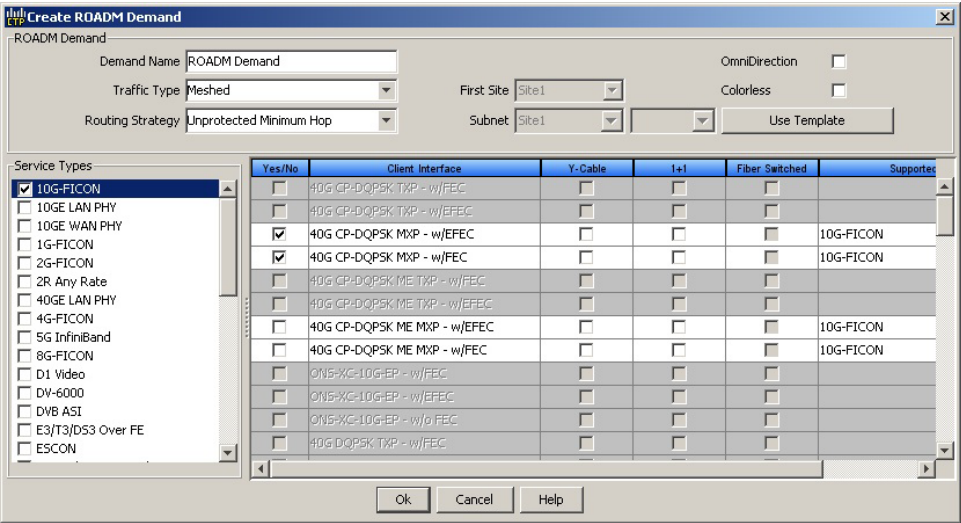 CTP Create ROADM Demand
ROADM Demand
Demand Name ROADM Demand OmniDirection
Traffic Type Meshed First Site Site1 Colorless
Routing Strategy Unprotected Minimum Hop Subnet Site1 Use Template
Service Types
10G-FICON
10GE LAN PHY
10GE WAN PHY
1G-FICON
2G-FICON
2R Any Rate
40GE LAN PHY
4G-FICON
5G InfiniBand
8G-FICON
D1 Video
DV-6000
DVB ASI
E3/T3/DS3 Over FE
ESCON
Yes/No Client Interface Y-Cable 1+1 Fiber Switched Supported
40G CP-DQPSK TXP - w/FEC
40G CP-DQPSK TXP - w/EFEC
40G CP-DQPSK MXP - w/EFEC 10G-FICON
40G CP-DQPSK MXP - w/FEC 10G-FICON
40G CP-DQPSK ME TXP - w/FEC
40G CP-DQPSK ME TXP - w/EFEC
40G CP-DQPSK ME MXP - w/EFEC 10G-FICON
40G CP-DQPSK ME MXP - w/FEC 10G-FICON
ONS-XC-10G-EP - w/FEC
ONS-XC-10G-EP - w/EFEC
ONS-XC-10G-EP - w/o FEC
40G DQPSK TXP - w/FEC
Ok Cancel Help